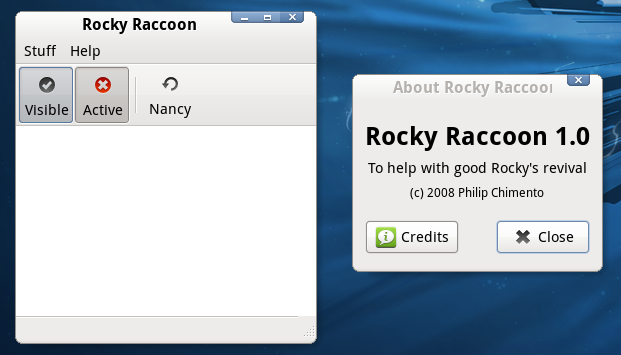 Rocky Raccoon
Stuff Help
Visible Active Nancy
About Rocky Raccoon
Rocky Raccoon 1.0
To help with good Rocky's revival
(c) 2008 Philip Chimento
Credits Close